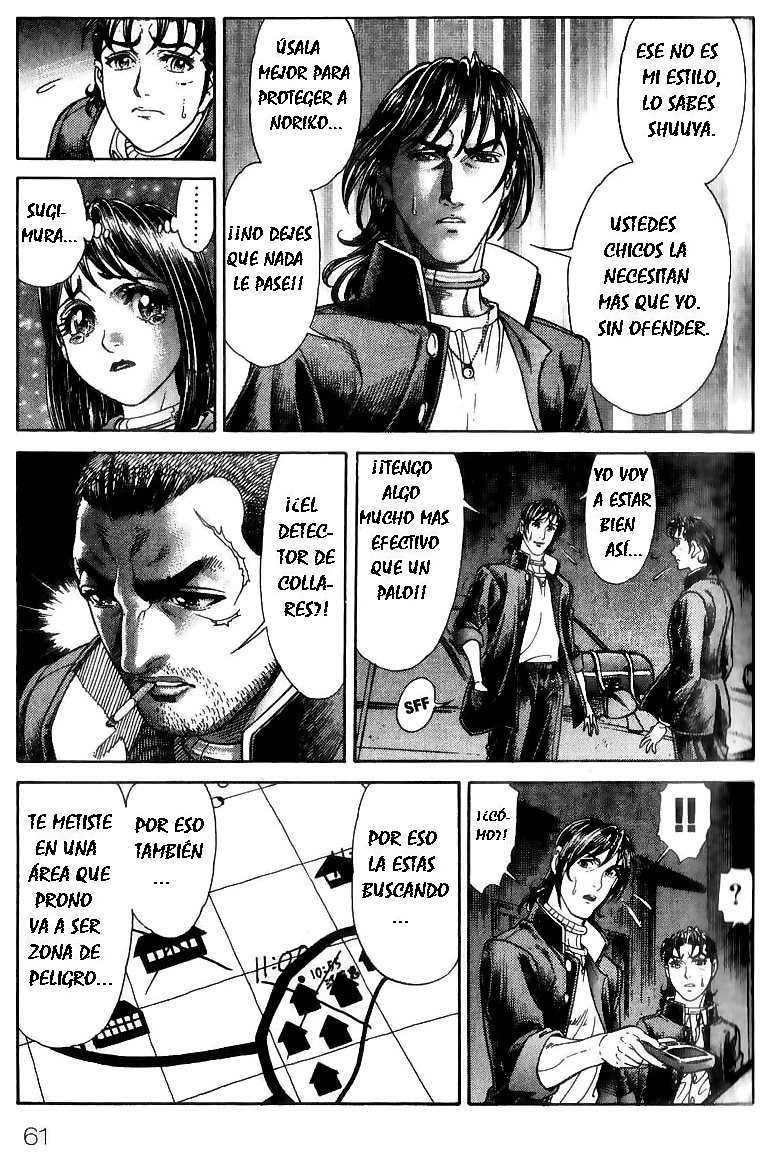 ESE NO ES
MI ESTILO,
LO SABES
SHUUYA.
USTEDES
CHICOS LA
NECESITAN
MAS QUE YO.
SIN OFENDER.
ÚSALA
MEJOR PARA
PROTEGER A
NORIKO...
¡¡NO DEJES
QUE NADA
LE PASE!!
......
SUGI-
MURA...
YO VOY
A ESTAR
BIEN
ASÍ...
¡¡TENGO
ALGO
MUCHO MAS
EFECTIVO
QUE UN
PALO!!
SFF
¡¿EL
DETEC-
TOR DE
COLLA-
RES?!
!!
¡¿CÓ-
MO?!
?
POR ESO
LA ESTAS
BUSCANDO
...
POR ESO
TAMBIÉN
...
TE METISTE
EN UNA
ÁREA QUE
PRONO
VA A SER
ZONA DE
PELIGRO...
11:00
10:55
61